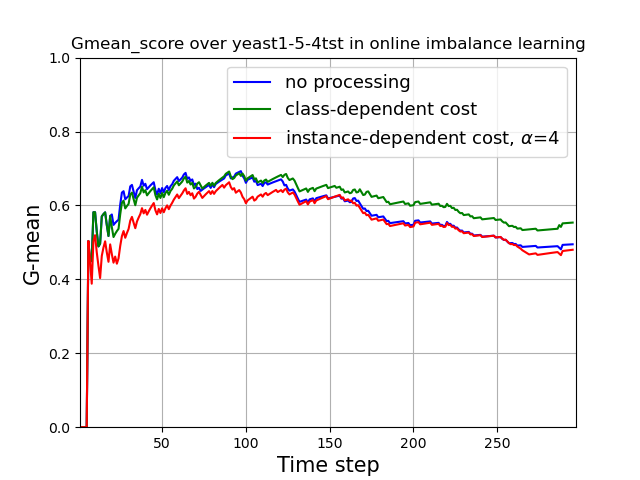 Gmean_score over yeast1-5-4tst in online imbalance learning
no processing
class-dependent cost
instance-dependent cost, α=4
G-mean
1.0
0.8
0.6
0.4
0.2
0.0
50 100 150 200 250
Time step